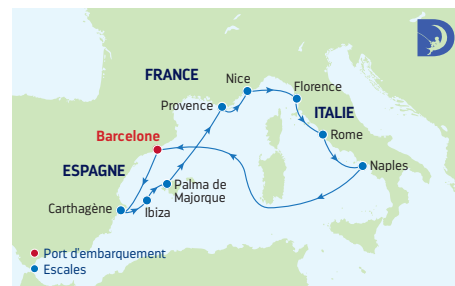 FRANCE
Nice
Florence
Provence
ITALIE
Rome
Barcelone
Naples
ESPAGNE
Palma de
Majorque
Carthagène
Ibiza
Port d'embarquement
Escales